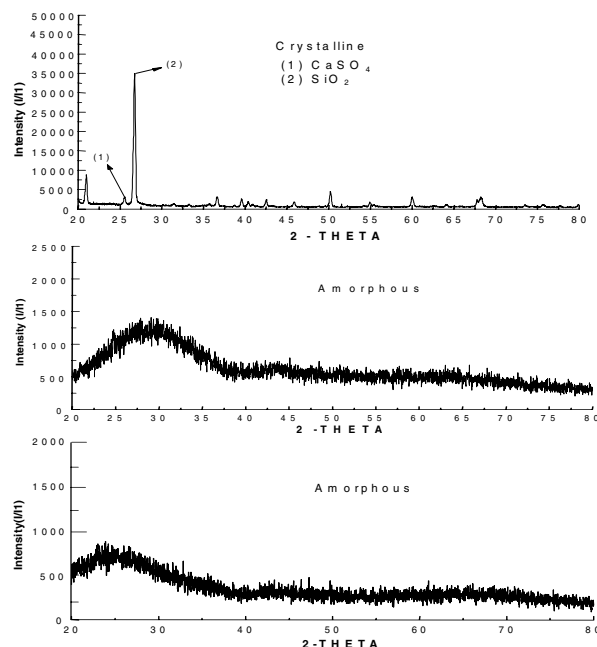 50000
45000
40000
35000
30000
25000
20000
15000
10000
5000
0
Intensity (I/I1)
Crystalline
(1) CaSO4
(2) SiO2
(2)
(1)
20 25 30 35 40 45 50 55 60 65 70 75 80
2 - THETA
2500
2000
1500
1000
500
0
Intensity (I/I1)
Amorphous
20 25 30 35 40 45 50 55 60 65 70 75 80
2 -THETA
2000
1500
1000
500
0
Intensity(I/I1)
Amorphous
20 30 40 50 60 70 80
2-THETA